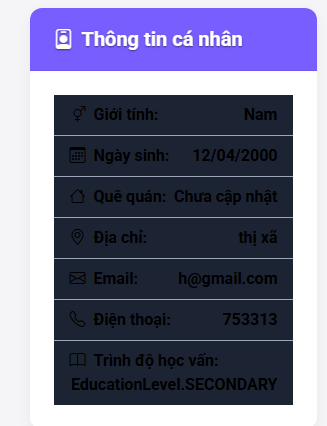 Thông tin cá nhân
Giới tính: Nam
Ngày sinh: 12/04/2000
Quê quán: Chưa cập nhật
Địa chỉ: thị xã
Email: h@gmail.com
Điện thoại: 753313
Trình độ học vấn:
EducationLevel.SECONDARY